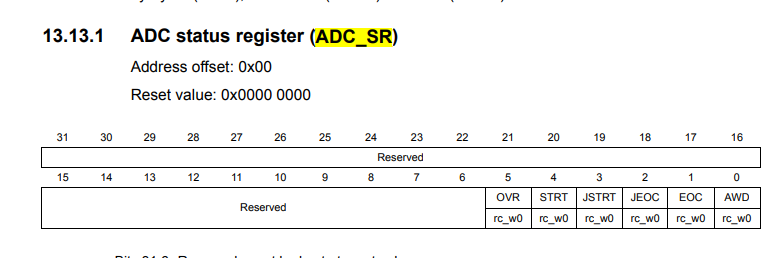 13.13.1 ADC status register (ADC_SR)
Address offset: 0x00
Reset value: 0x0000 0000
31 30 29 28 27 26 25 24 23 22 21 20 19 18 17 16
Reserved
15 14 13 12 11 10 9 8 7 6 5 4 3 2 1 0
Reserved OVR STRT JSTRT JEOC EOC AWD
rc_w0 rc_w0 rc_w0 rc_w0 rc_w0 rc_w0